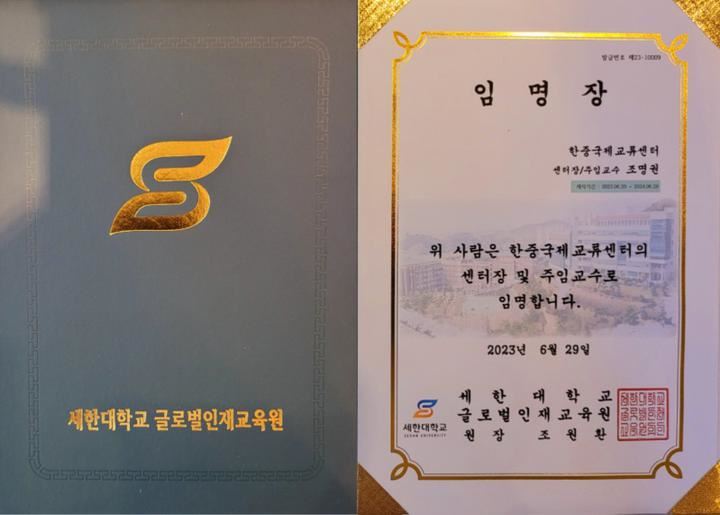 세한대학교 글로벌인재교육원
발급번호 제23-10009
임 명 장
한중국제교류센터
센터장/주임교수 조명권
위 사람은 한중국제교류센터의
센터장 및 주임교수로
임명합니다.
2023년 6월 29일
세 한 대 학 교
글로벌인재교육원
원 장 조 원 환
세한대학교
SEHAN UNIVERSITY